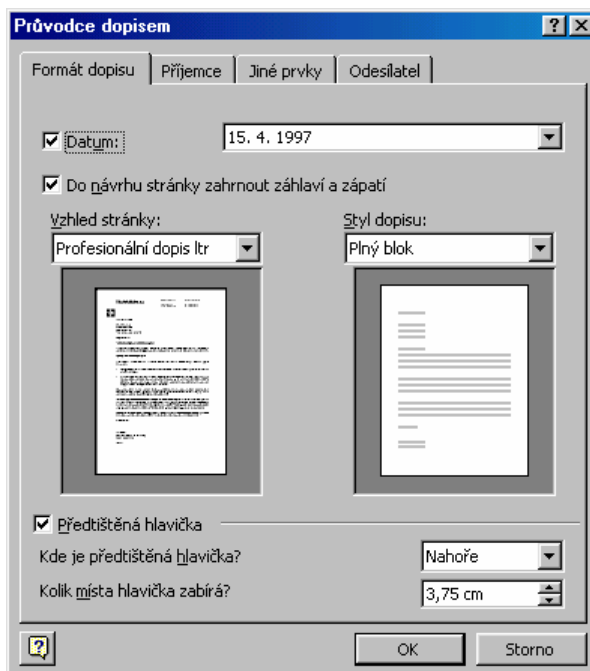 Průvodce dopisem
Formát dopisu Příjemce Jiné prvky Odesílatel
Datum: 15. 4. 1997
Do návrhu stránky zahrnout záhlaví a zápatí
Vzhled stránky: Styl dopisu:
Profesionální dopis ltr Plný blok
Předtištěná hlavička
Kde je předtištěná hlavička? Nahoře
Kolik místa hlavička zabírá? 3,75 cm
OK Storno